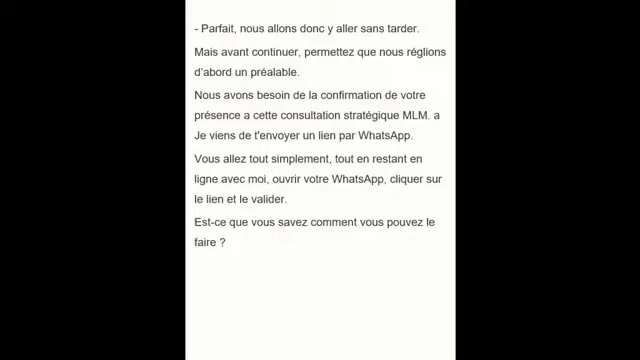 - Parfait, nous allons donc y aller sans tarder.
Mais avant continuer, permettez que nous réglions
d'abord un préalable.
Nous avons besoin de la confirmation de votre
présence a cette consultation stratégique MLM. a
Je viens de t'envoyer un lien par WhatsApp.
Vous allez tout simplement, tout en restant en
ligne avec moi, ouvrir votre WhatsApp, cliquer sur
le lien et le valider.
Est-ce que vous savez comment vous pouvez le
faire ?